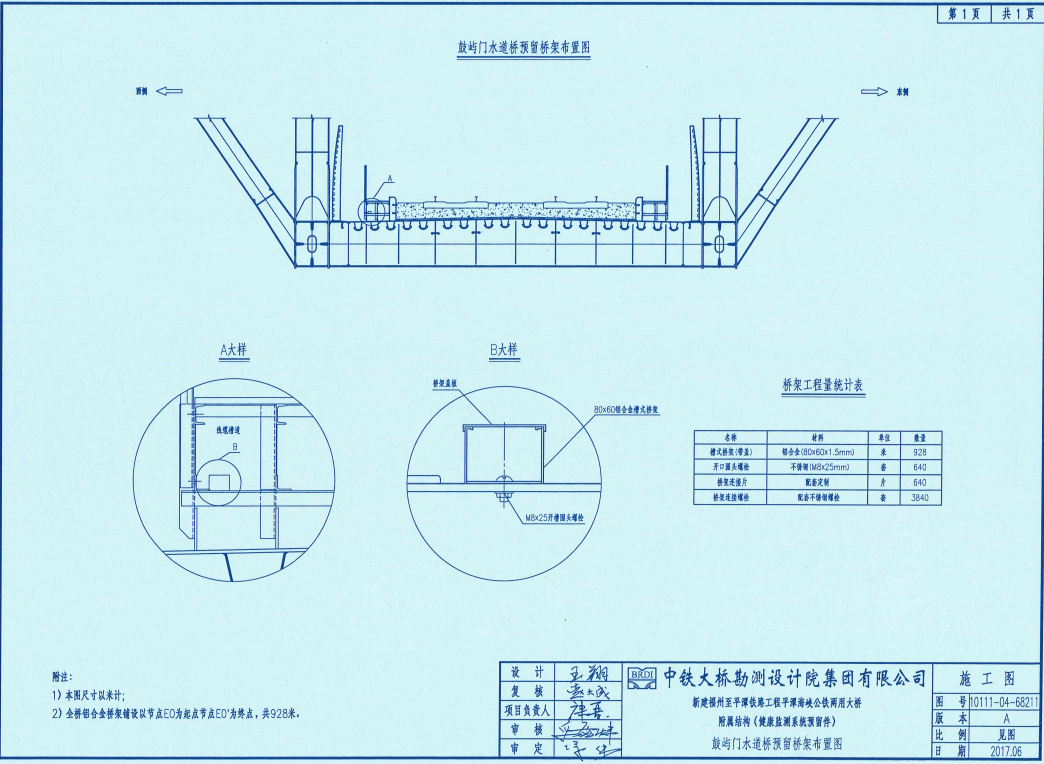 第 1 页 共 1 页
鼓屿门水道桥预留桥架布置图
西侧 东侧
A
A大样 B大样
桥架工程量统计表
桥架盖板
80×60铝合金槽式桥架
线缆槽道
B
M8×25开槽圆头螺栓
名称 材料 单位 数量
槽式桥架(带盖) 铝合金(80x60x1.5mm) 米 928
开口圆头螺栓 不锈钢(M8x25mm) 套 640
桥架连接片 配套定制 片 640
桥架连接螺栓 配套不锈钢螺栓 套 3840
附注:
1) 本图尺寸以米计;
2) 全桥铝合金桥架铺设以节点E0为起点节点E0'为终点，共928米。
设 计
复 核
项目负责人
审 核
审 定
BRDI 中铁大桥勘测设计院集团有限公司
新建福州至平潭铁路工程平潭海峡公铁两用大桥
附属结构（健康监测系统预留件）
鼓屿门水道桥预留桥架布置图
施 工 图
图 号 10111-04-68211
版 本 A
比 例 见图
日 期 2017.06